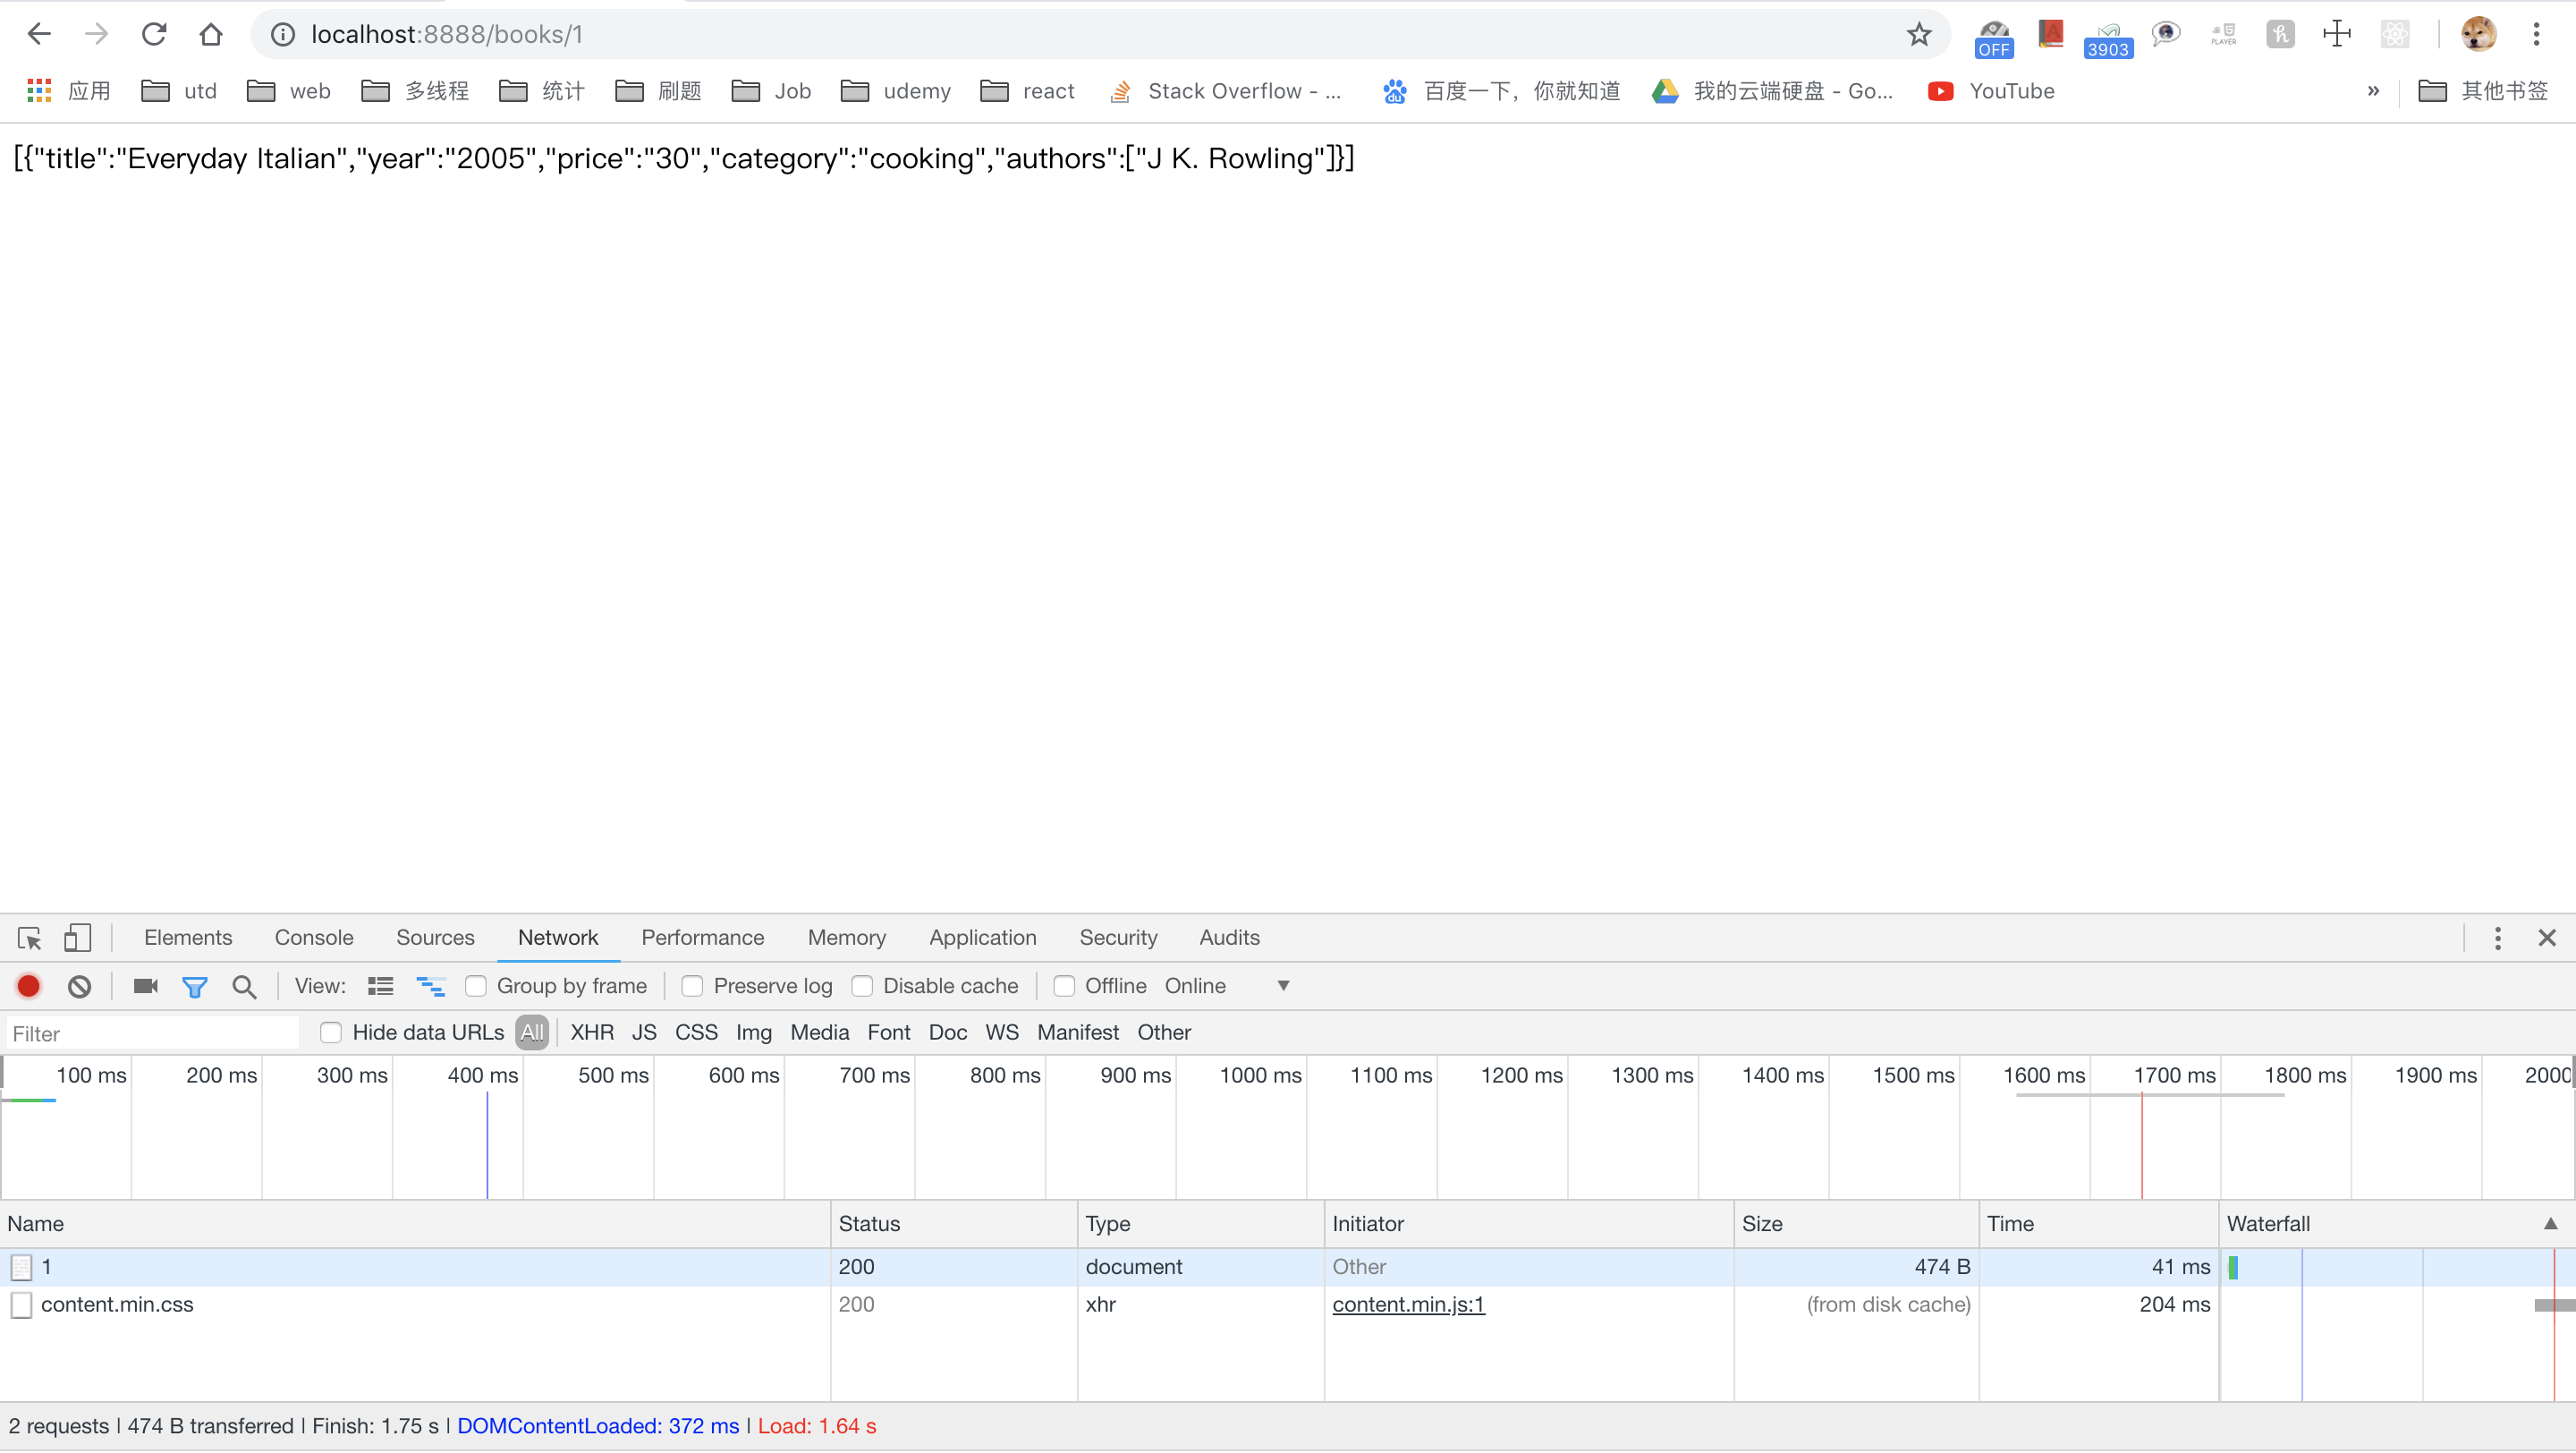 localhost:8888/books/1
OFF
3903
PLAYER
应用 utd web 多线程 统计 刷题 Job udemy react Stack Overflow - ... 百度一下，你就知道 我的云端硬盘 - Go... YouTube » 其他书签
[{"title":"Everyday Italian","year":"2005","price":"30","category":"cooking","authors":["J K. Rowling"]}]
Elements Console Sources Network Performance Memory Application Security Audits
View: Group by frame Preserve log Disable cache Offline Online
Filter Hide data URLs All XHR JS CSS Img Media Font Doc WS Manifest Other
100 ms 200 ms 300 ms 400 ms 500 ms 600 ms 700 ms 800 ms 900 ms 1000 ms 1100 ms 1200 ms 1300 ms 1400 ms 1500 ms 1600 ms 1700 ms 1800 ms 1900 ms 2000
Name Status Type Initiator Size Time Waterfall
1 200 document Other 474 B 41 ms
content.min.css 200 xhr content.min.js:1 (from disk cache) 204 ms
2 requests | 474 B transferred | Finish: 1.75 s | DOMContentLoaded: 372 ms | Load: 1.64 s